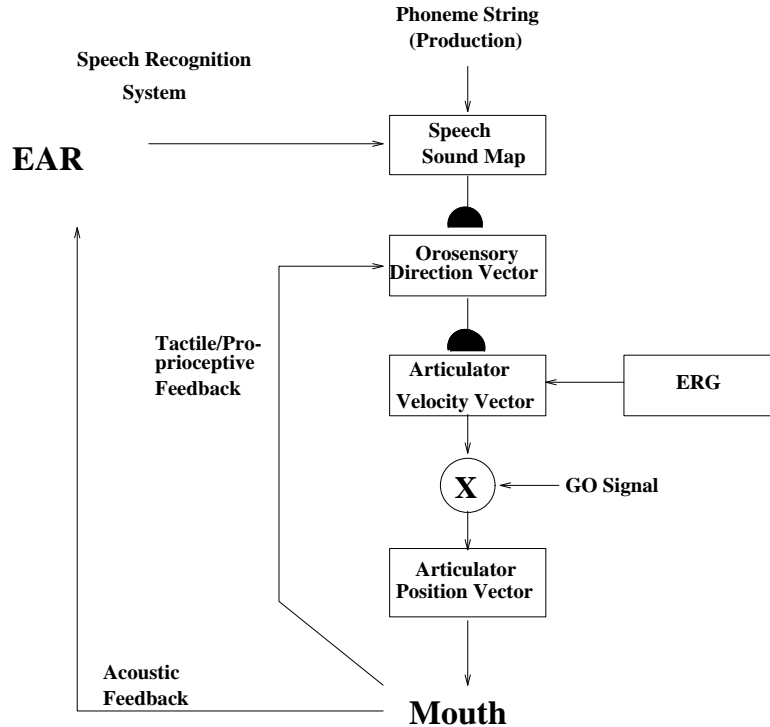 Phoneme String
(Production)
Speech Recognition
System
EAR
Speech
Sound Map
Orosensory
Direction Vector
Tactile/Pro-
prioceptive
Feedback
Articulator
Velocity Vector
ERG
X
GO Signal
Articulator
Position Vector
Acoustic
Feedback
Mouth